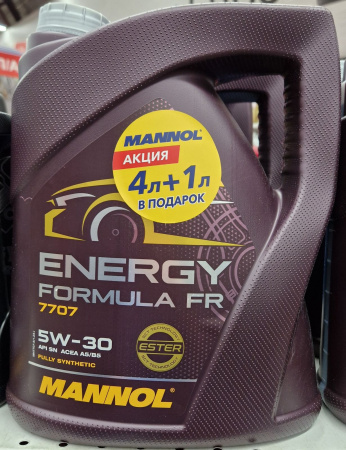 MANNOL
АКЦИЯ
4л+1л
В ПОДАРОК
ENERGY
FORMULA FR
7707
5W-30
API SN ACEA A5/B5
FULLY SYNTHETIC
ESTER
MANNOL